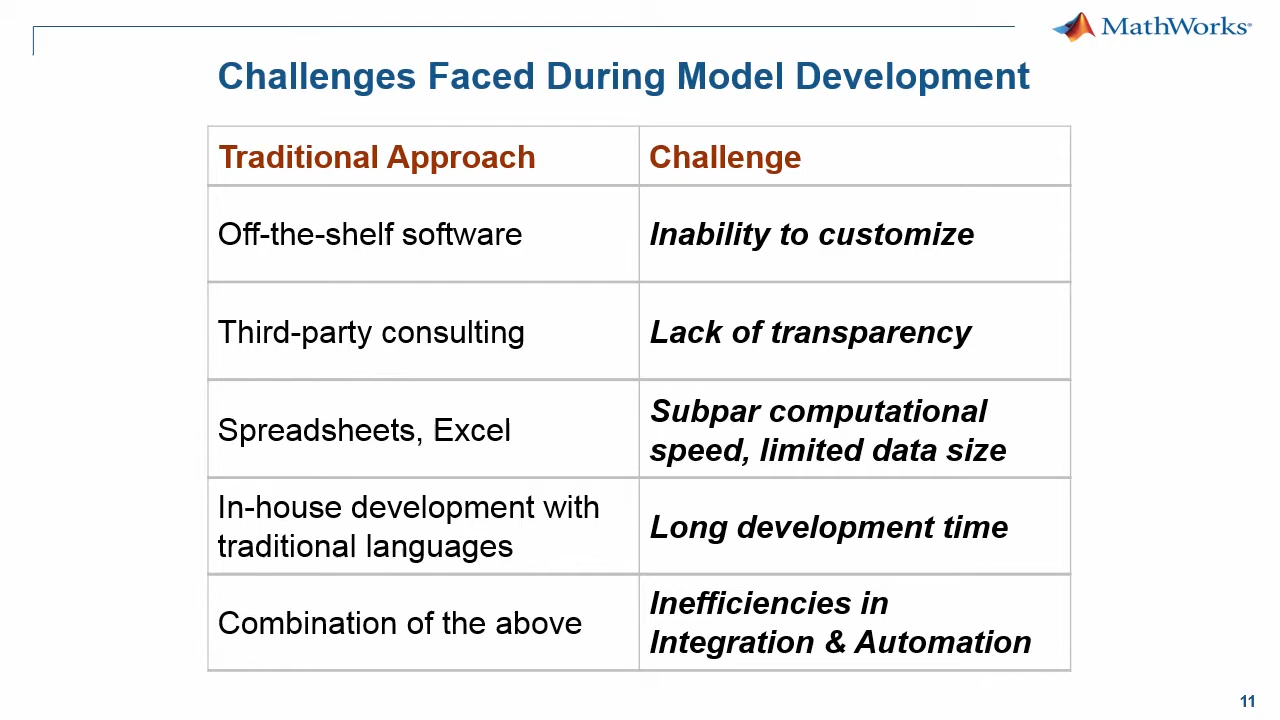 MathWorks®
Challenges Faced During Model Development
Traditional Approach
Challenge
Off-the-shelf software
Inability to customize
Third-party consulting
Lack of transparency
Spreadsheets, Excel
Subpar computational
speed, limited data size
In-house development with
traditional languages
Long development time
Combination of the above
Inefficiencies in
Integration & Automation
11